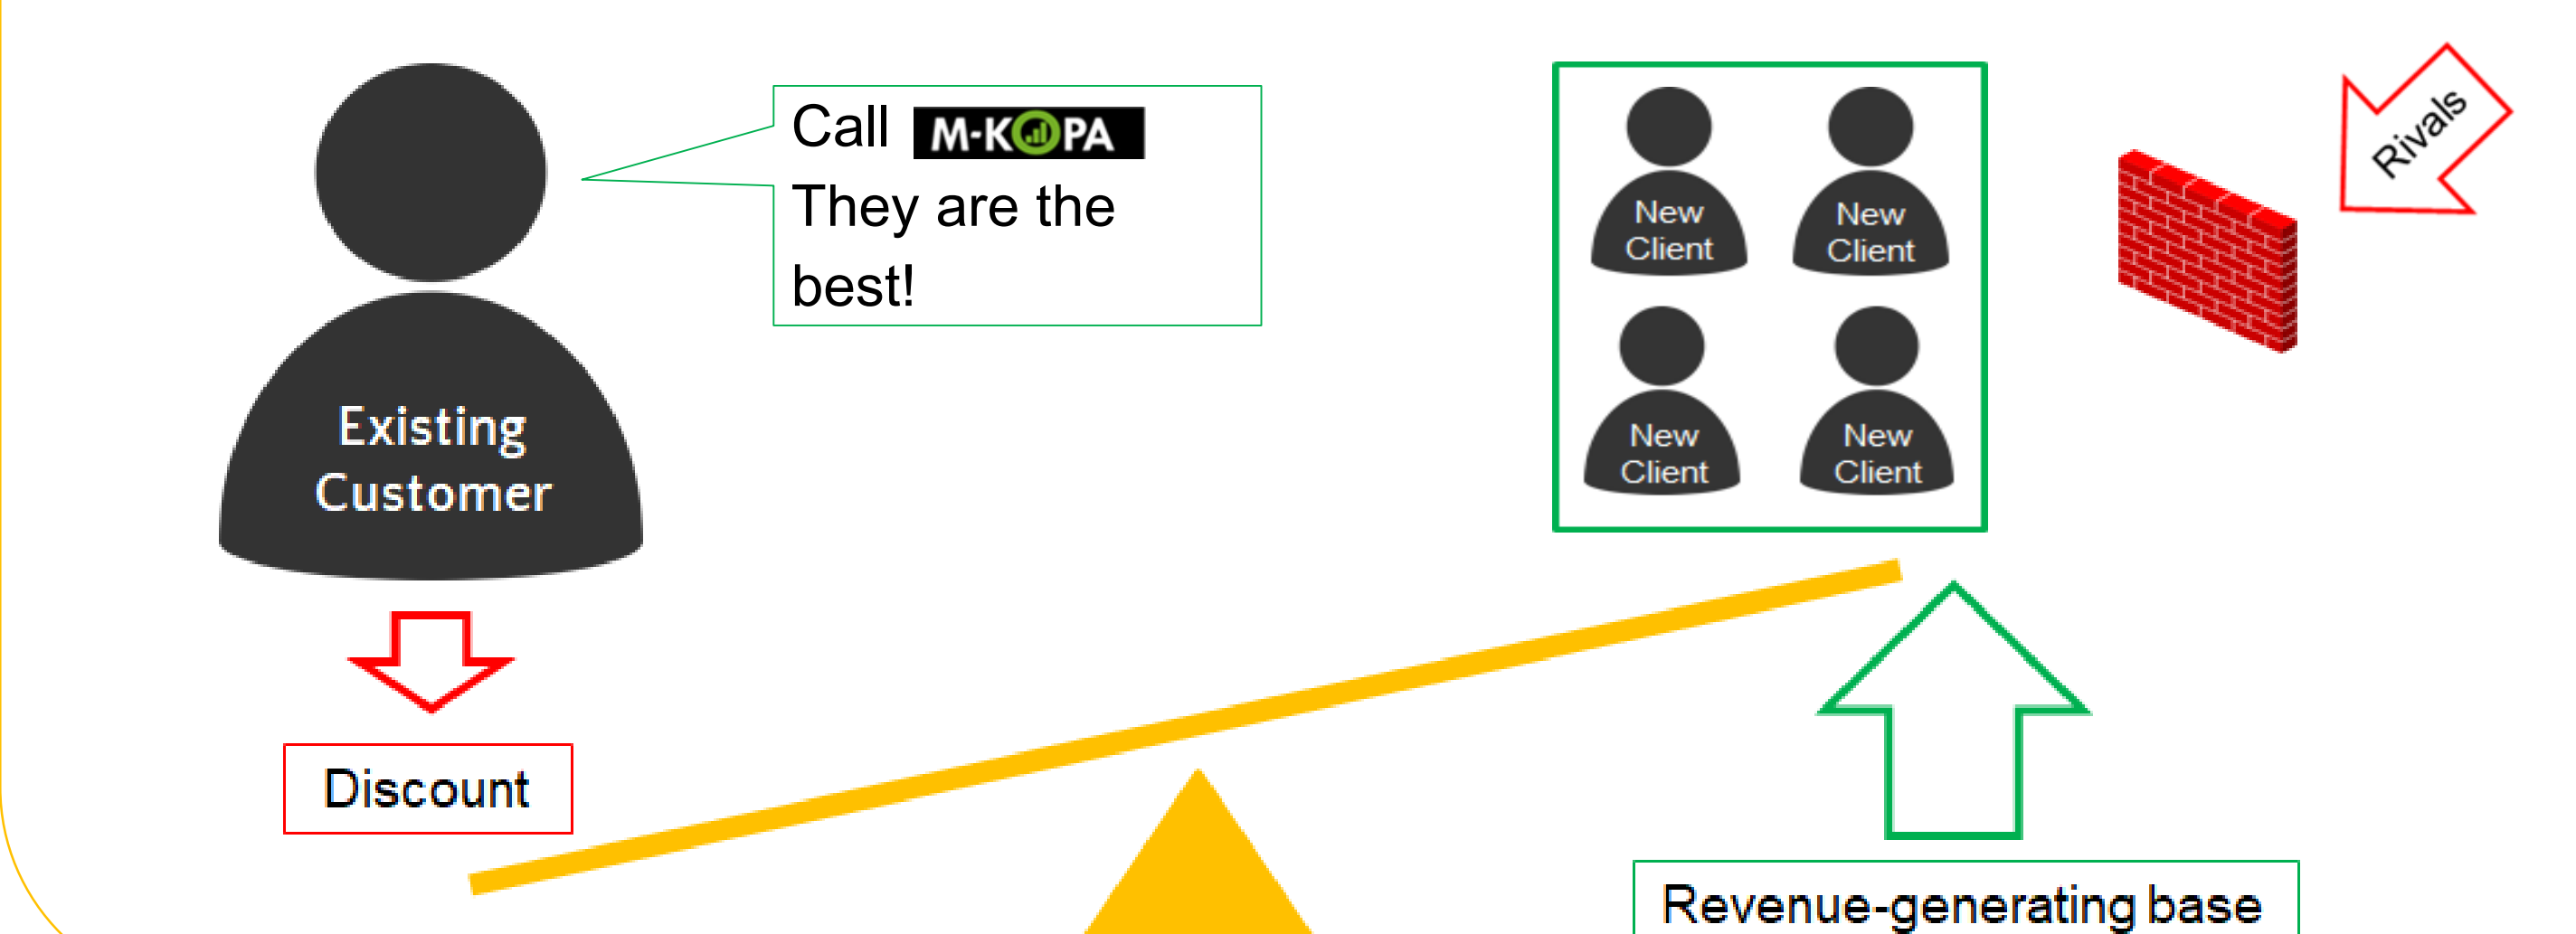 Call M-KOPA
They are the
best!
Existing
Customer
New
Client
New
Client
New
Client
New
Client
Rivals
Discount
Revenue-generating base